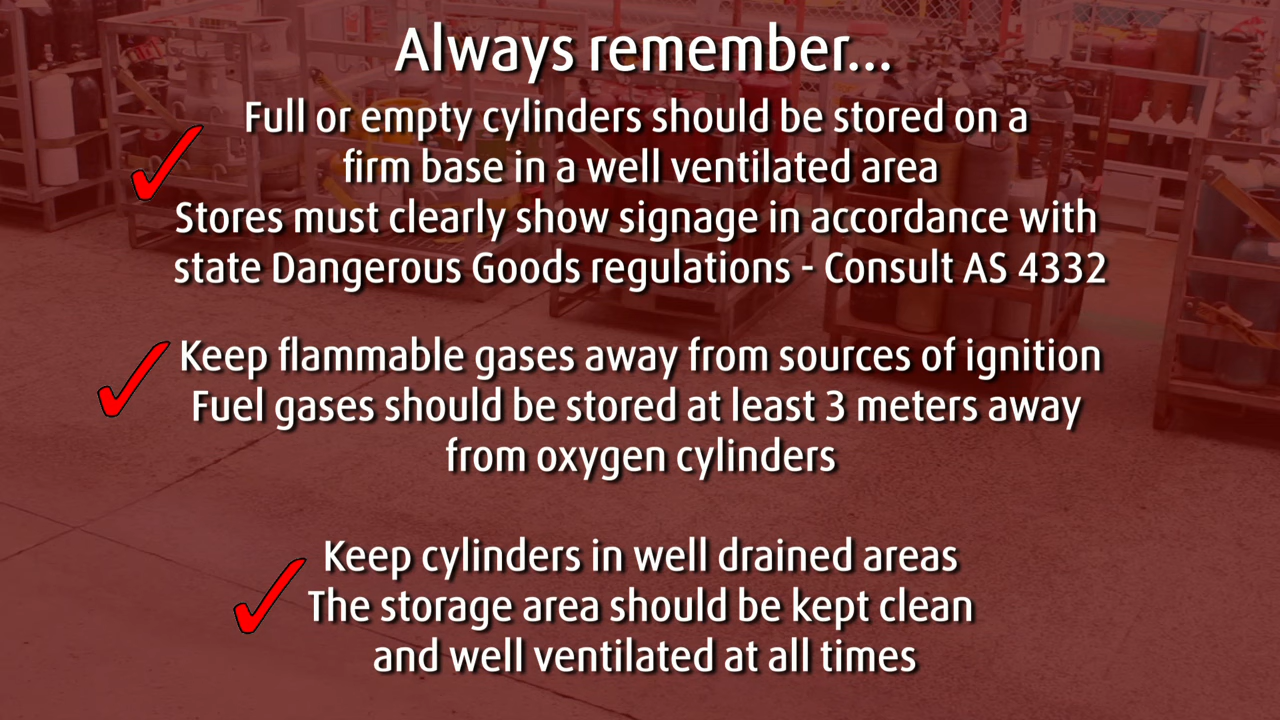 Always remember...
Full or empty cylinders should be stored on a
firm base in a well ventilated area
Stores must clearly show signage in accordance with
state Dangerous Goods regulations - Consult AS 4332
Keep flammable gases away from sources of ignition
Fuel gases should be stored at least 3 meters away
from oxygen cylinders
Keep cylinders in well drained areas
The storage area should be kept clean
and well ventilated at all times